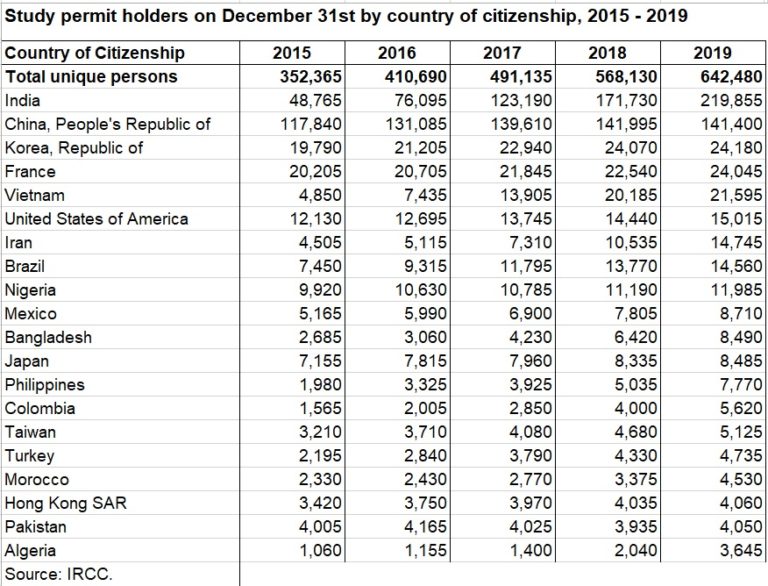 Study permit holders on December 31st by country of citizenship, 2015 - 2019
Country of Citizenship 2015 2016 2017 2018 2019
Total unique persons 352,365 410,690 491,135 568,130 642,480
India 48,765 76,095 123,190 171,730 219,855
China, People's Republic of 117,840 131,085 139,610 141,995 141,400
Korea, Republic of 19,790 21,205 22,940 24,070 24,180
France 20,205 20,705 21,845 22,540 24,045
Vietnam 4,850 7,435 13,905 20,185 21,595
United States of America 12,130 12,695 13,745 14,440 15,015
Iran 4,505 5,115 7,310 10,535 14,745
Brazil 7,450 9,315 11,795 13,770 14,560
Nigeria 9,920 10,630 10,785 11,190 11,985
Mexico 5,165 5,990 6,900 7,805 8,710
Bangladesh 2,685 3,060 4,230 6,420 8,490
Japan 7,155 7,815 7,960 8,335 8,485
Philippines 1,980 3,325 3,925 5,035 7,770
Colombia 1,565 2,005 2,850 4,000 5,620
Taiwan 3,210 3,710 4,080 4,680 5,125
Turkey 2,195 2,840 3,790 4,330 4,735
Morocco 2,330 2,430 2,770 3,375 4,530
Hong Kong SAR 3,420 3,750 3,970 4,035 4,060
Pakistan 4,005 4,165 4,025 3,935 4,050
Algeria 1,060 1,155 1,400 2,040 3,645
Source: IRCC.